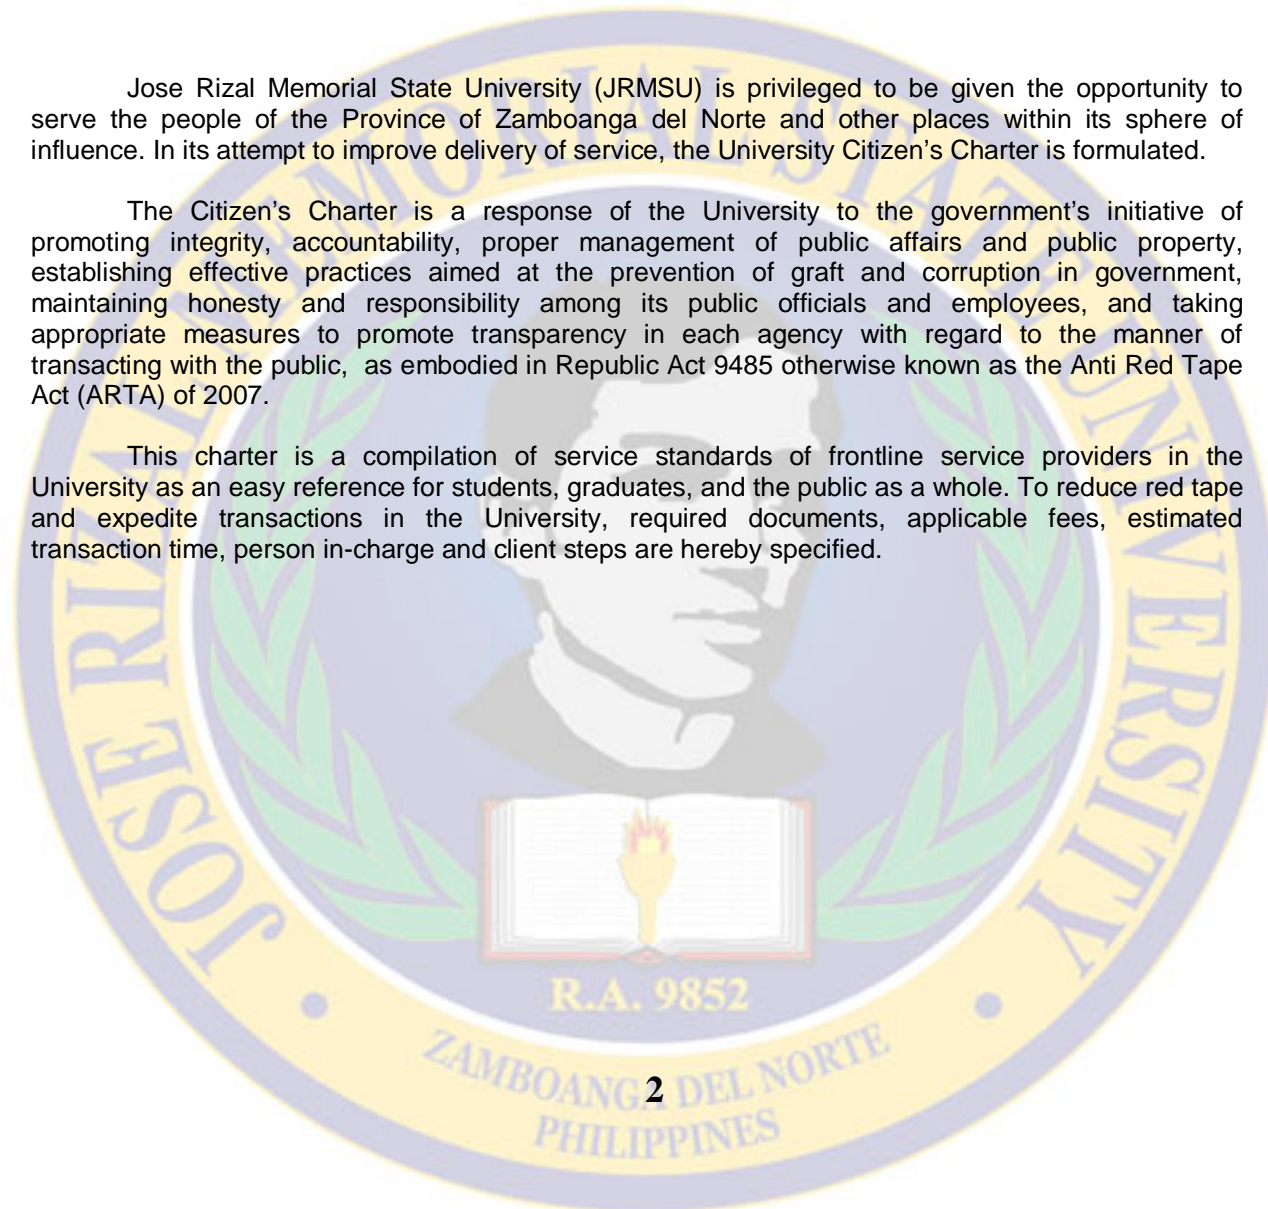 Jose Rizal Memorial State University (JRMSU) is privileged to be given the opportunity to
serve the people of the Province of Zamboanga del Norte and other places within its sphere of
influence. In its attempt to improve delivery of service, the University Citizen’s Charter is formulated.
The Citizen’s Charter is a response of the University to the government’s initiative of
promoting integrity, accountability, proper management of public affairs and public property,
establishing effective practices aimed at the prevention of graft and corruption in government,
maintaining honesty and responsibility among its public officials and employees, and taking
appropriate measures to promote transparency in each agency with regard to the manner of
transacting with the public, as embodied in Republic Act 9485 otherwise known as the Anti Red Tape
Act (ARTA) of 2007.
This charter is a compilation of service standards of frontline service providers in the
University as an easy reference for students, graduates, and the public as a whole. To reduce red tape
and expedite transactions in the University, required documents, applicable fees, estimated
transaction time, person in-charge and client steps are hereby specified.
JOSE RIZAL MEMORIAL STATE UNIVERSITY
R.A. 9852
ZAMBOANGA DEL NORTE
PHILIPPINES
2